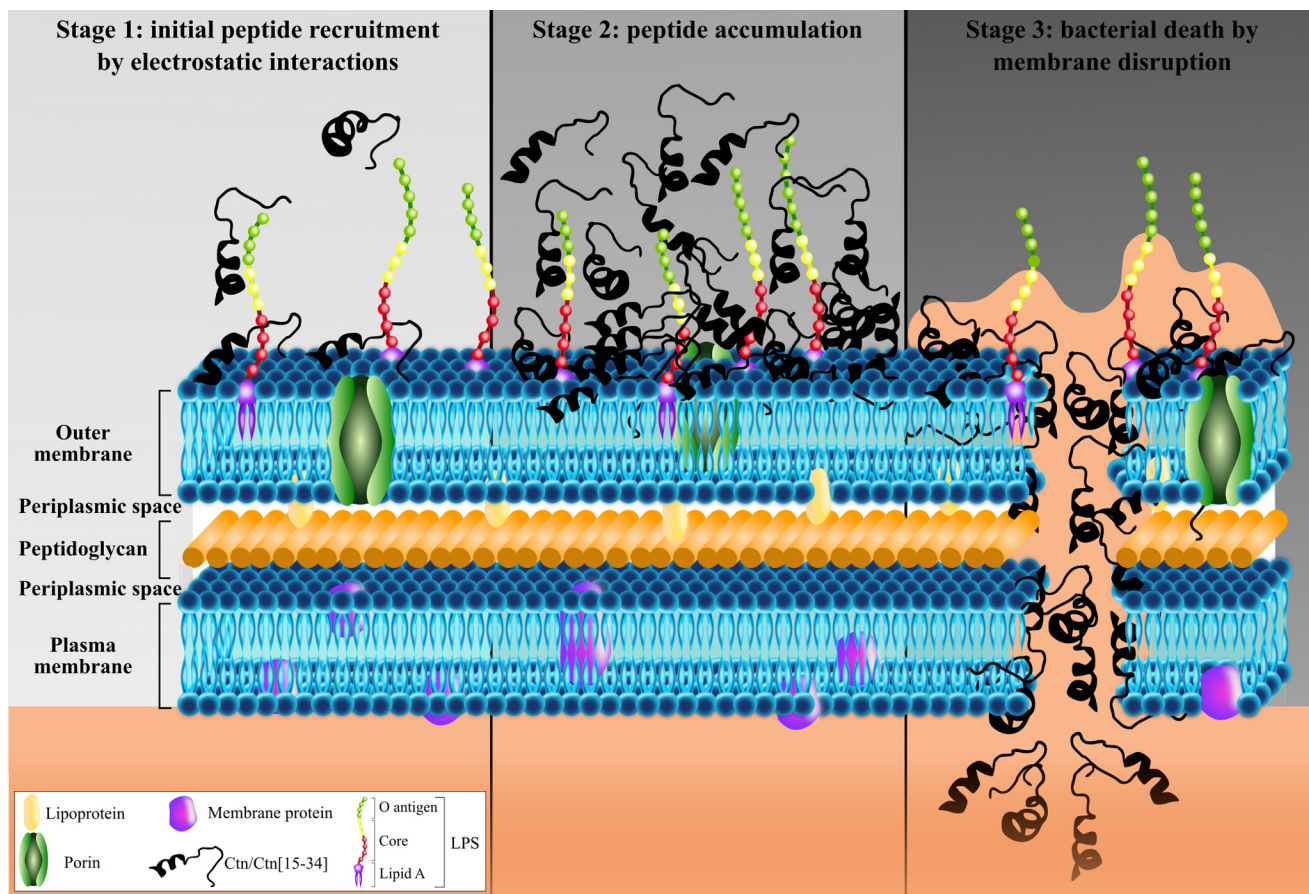 Stage 1: initial peptide recruitment
by electrostatic interactions
Stage 2: peptide accumulation
Stage 3: bacterial death by
membrane disruption
Outer
membrane
Periplasmic space
Peptidoglycan
Periplasmic space
Plasma
membrane
Lipoprotein
Membrane protein
Porin
Ctn/Ctn[15-34]
O antigen
Core
Lipid A
LPS